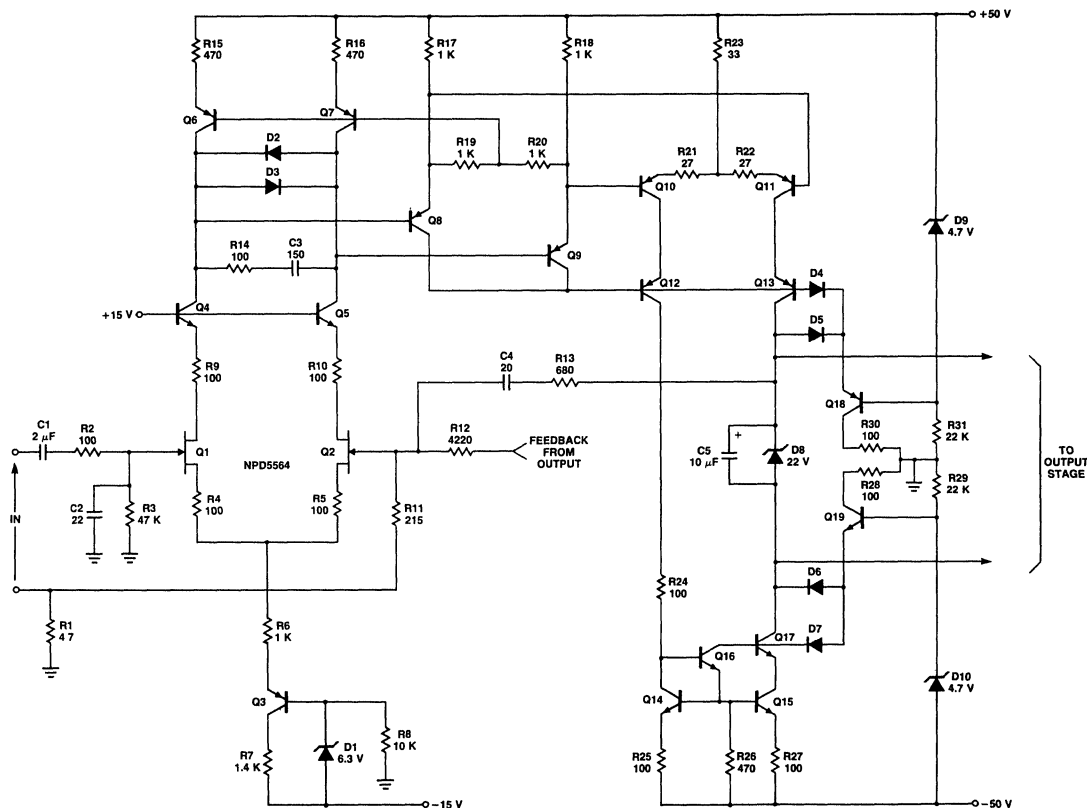 +50 V
R15
470
R16
470
R17
1 K
R18
1 K
R23
33
Q6
Q7
D2
D3
R19
1 K
R20
1 K
R21
27
R22
27
Q10
Q11
Q8
D9
4.7 V
R14
100
C3
150
Q9
Q12
Q13
D4
+15 V
Q4
Q5
D5
R9
100
R10
100
C4
20
R13
680
Q18
C1
2 µF
R2
100
Q1
NPD5564
Q2
R12
4220
FEEDBACK
FROM
OUTPUT
C5
10 µF
+
D8
22 V
R30
100
R31
22 K
R28
100
R29
22 K
TO
OUTPUT
STAGE
IN
C2
22
R3
47 K
R4
100
R5
100
R11
215
Q19
R24
100
D6
R1
47
R6
1 K
D7
Q16
Q17
Q3
Q14
Q15
D10
4.7 V
R7
1.4 K
D1
6.3 V
R8
10 K
R25
100
R26
470
R27
100
−15 V
−50 V